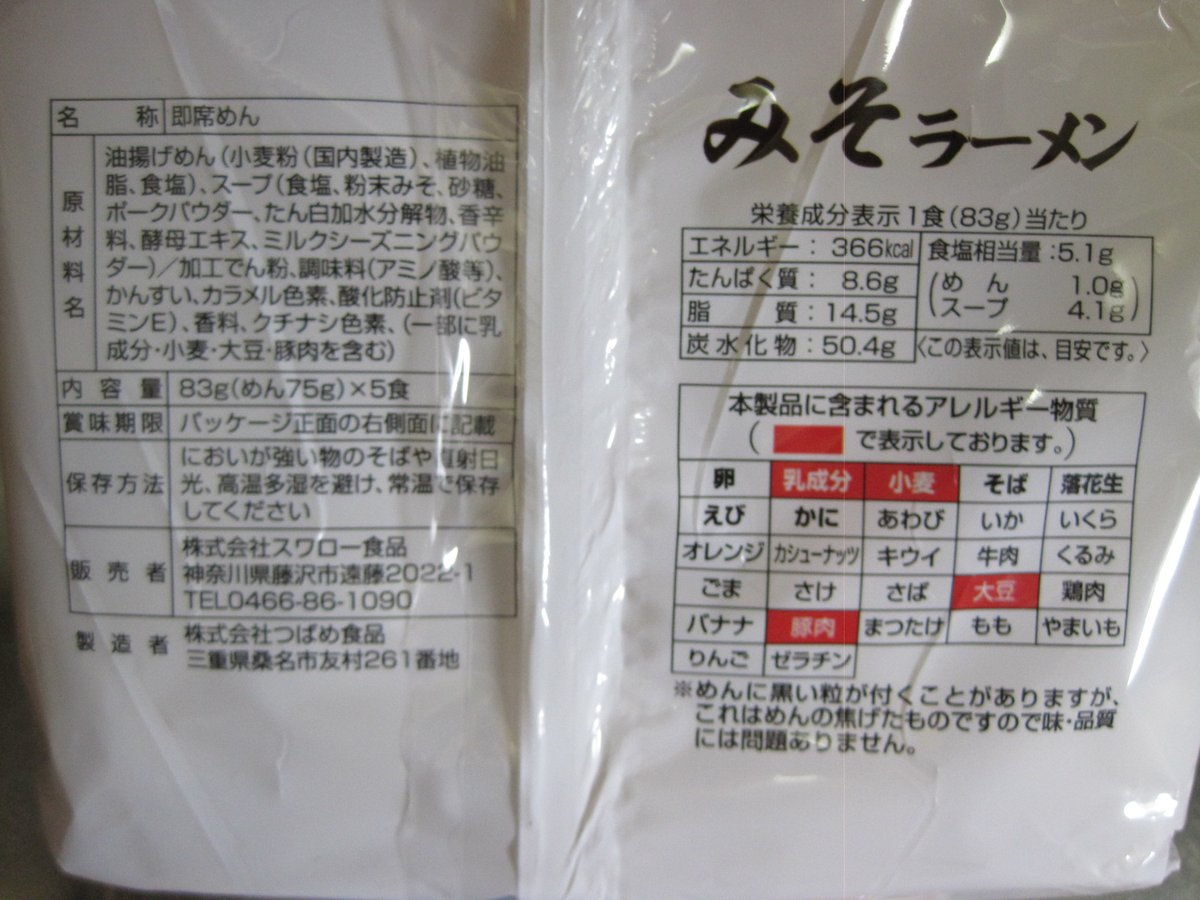 名称 即席めん
原材料名
油揚げめん(小麦粉(国内製造)、植物油
脂、食塩)、スープ(食塩、粉末みそ、砂糖、
ポークパウダー、たん白加水分解物、香辛
料、酵母エキス、ミルクシーズニングパウ
ダー)/加工でん粉、調味料(アミノ酸等)、
かんすい、カラメル色素、酸化防止剤(ビタ
ミンE)、香料、クチナシ色素、(一部に乳
成分・小麦・大豆・豚肉を含む)
内容量 83g(めん75g)×5食
賞味期限 パッケージ正面の右側面に記載
保存方法
においが強い物のそばや直射日
光、高温多湿を避け、常温で保存
してください
販売者
株式会社スワロー食品
神奈川県藤沢市遠藤2022-1
TEL0466-86-1090
製造者
株式会社つばめ食品
三重県桑名市友村261番地
みそラーメン
栄養成分表示1食(83g)当たり
エネルギー: 366kcal
たんぱく質: 8.6g
脂質:14.5g
炭水化物:50.4g
食塩相当量:5.1g
(めん 1.0g
スープ 4.1g)
〈この表示値は、目安です。〉
本製品に含まれるアレルギー物質
( で表示しております。)
卵 乳成分 小麦 そば 落花生
えび かに あわび いか いくら
オレンジ カシューナッツ キウイ 牛肉 くるみ
ごま さけ さば 大豆 鶏肉
バナナ 豚肉 まつたけ もも やまいも
りんご ゼラチン
※めんに黒い粒が付くことがありますが、
これはめんの焦げたものですので味・品質
には問題ありません。